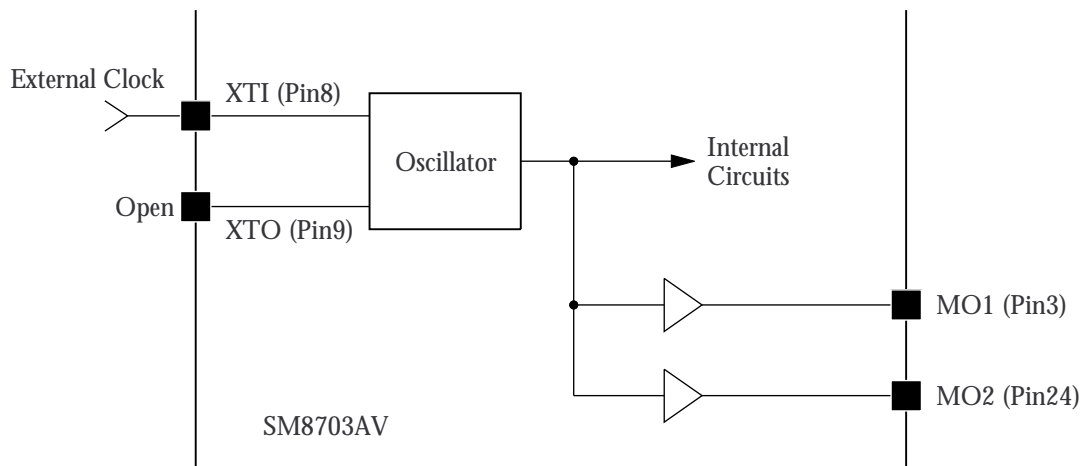 External Clock
XTI (Pin8)
Oscillator
Internal
Circuits
Open
XTO (Pin9)
MO1 (Pin3)
MO2 (Pin24)
SM8703AV